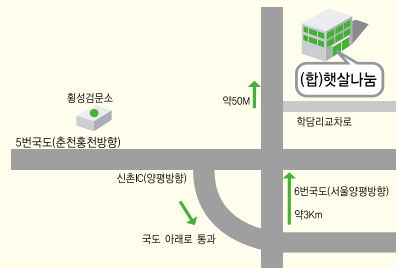 (합)햇살나눔
횡성검문소
약50M
학담리교차로
5번국도(춘천홍천방향)
신촌IC(양평방향)
6번국도(서울양평방향)
약3Km
국도 아래로 통과